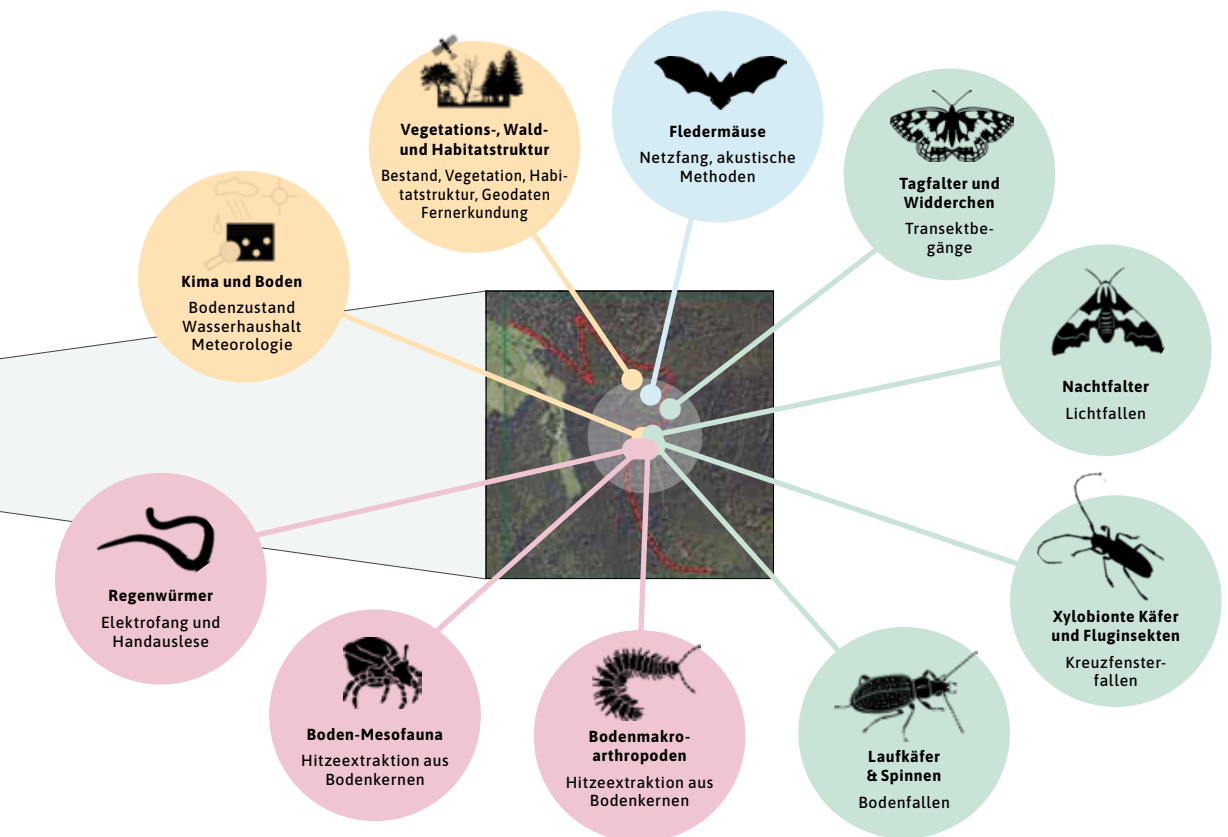 Vegetations-, Wald-
und Habitatstruktur
Bestand, Vegetation, Habi-
tatstruktur, Geodaten
Fernerkundung
Fledermäuse
Netzfang, akustische
Methoden
Tagfalter und
Widderchen
Transektbe-
gänge
Kima und Boden
Bodenzustand
Wasserhaushalt
Meteorologie
Nachtfalter
Lichtfallen
Regenwürmer
Elektrofang und
Handauslese
Xylobionte Käfer
und Fluginsekten
Kreuzfenster-
fallen
Boden-Mesofauna
Hitzeextraktion aus
Bodenkernen
Bodenmakro-
arthropoden
Hitzeextraktion aus
Bodenkernen
Laufkäfer
& Spinnen
Bodenfallen